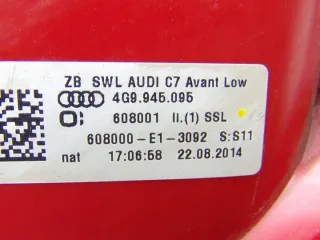 ZB SWL AUDI C7 Avant Low
4G9.945.095
608001 II.(1) SSL
608000-E1-3092 S:S11
nat 17:06:58 22.08.2014